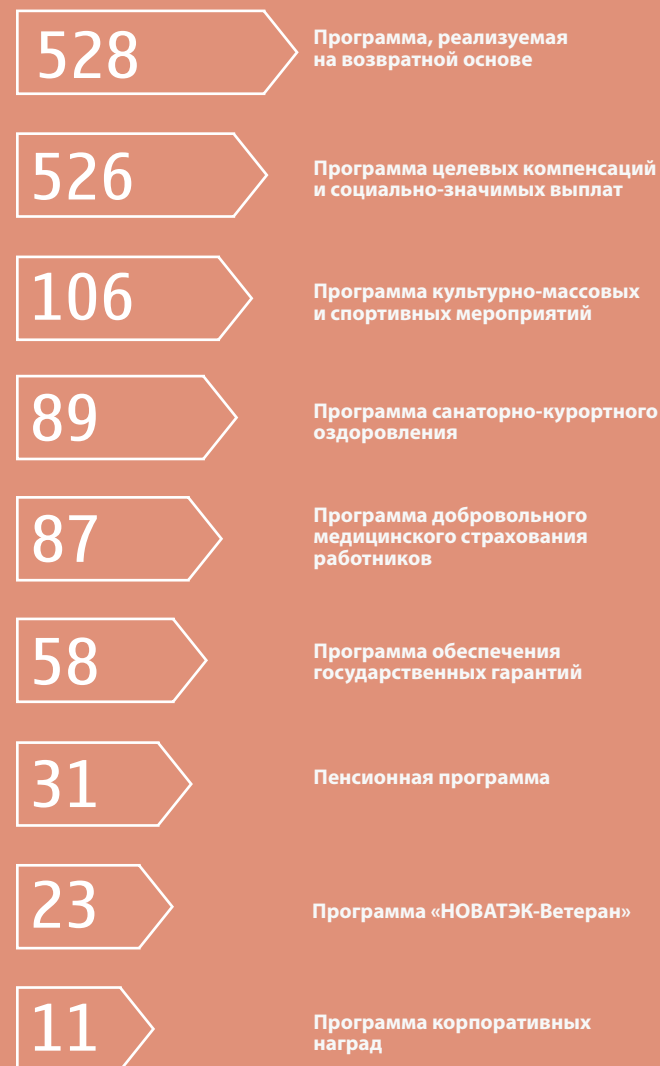 528
Программа, реализуемая
на возвратной основе
526
Программа целевых компенсаций
и социально-значимых выплат
106
Программа культурно-массовых
и спортивных мероприятий
89
Программа санаторно-курортного
оздоровления
87
Программа добровольного
медицинского страхования
работников
58
Программа обеспечения
государственных гарантий
31
Пенсионная программа
23
Программа «НОВАТЭК-Ветеран»
11
Программа корпоративных
наград